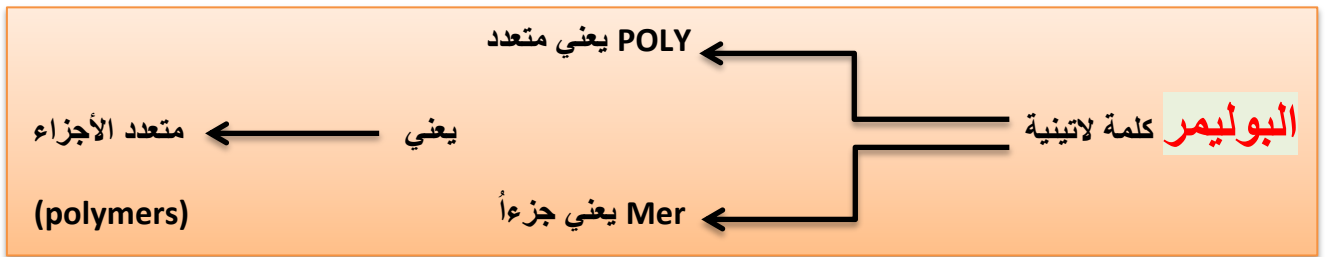 POLY يعني متعدد
البوليمر كلمة لاتينية
يعني
متعدد الأجزاء
Mer يعني جزءاُ
(polymers)